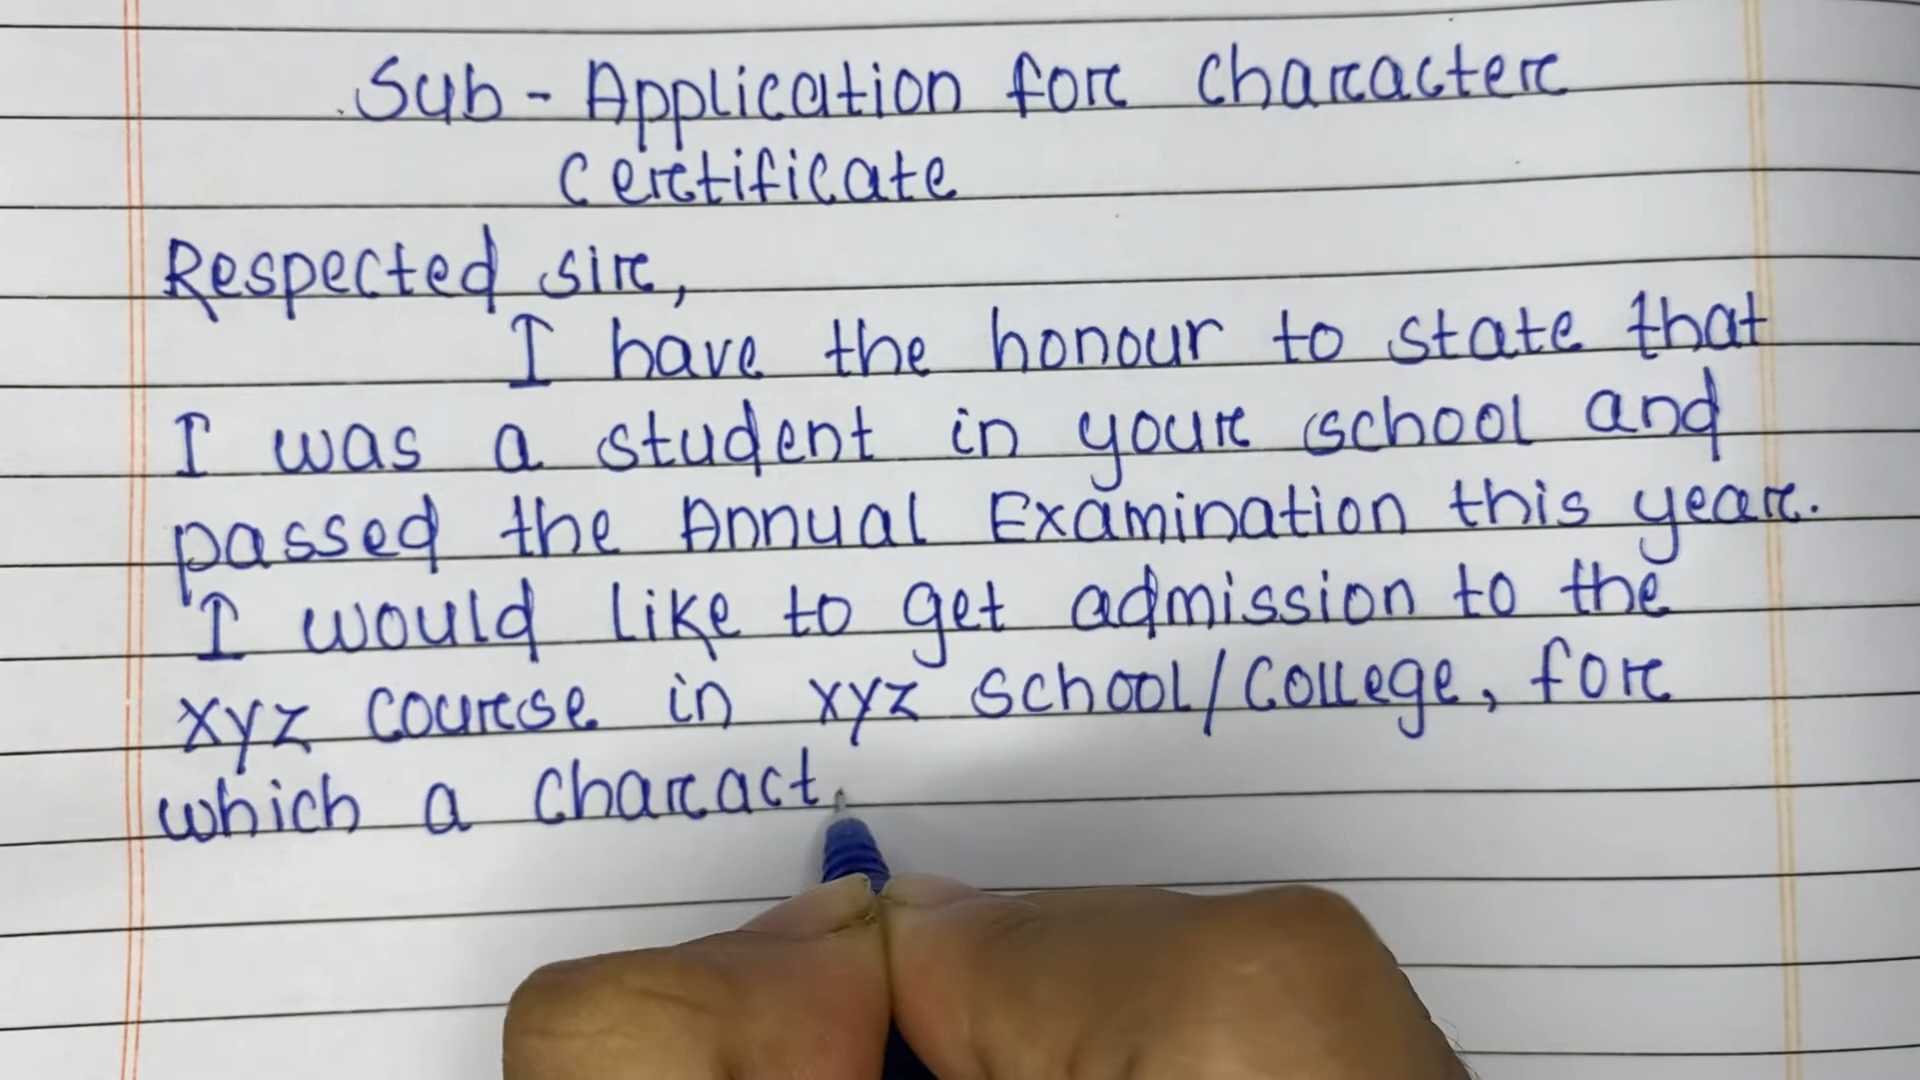 Sub - Application for character
certificate
Respected sir,
I have the honour to state that
I was a student in your school and
passed the Annual Examination this year.
I would like to get admission to the
xyz course in xyz school/College, for
which a charact